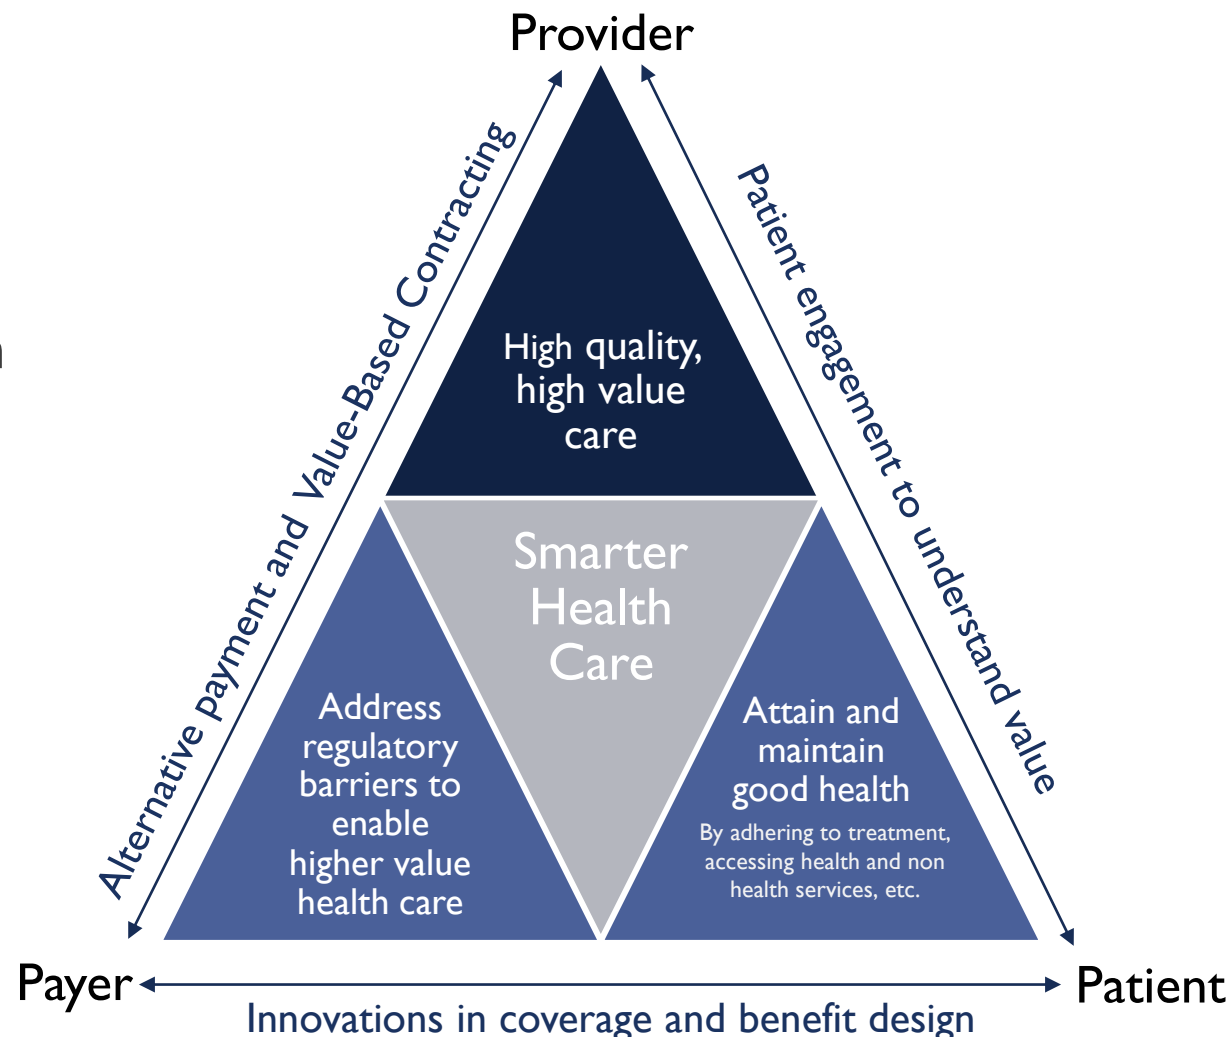 Provider
Alternative payment and Value-Based Contracting
Patient engagement to understand value
High quality,
high value
care
Smarter
Health
Care
Address
regulatory
barriers to
enable
higher value
health care
Attain and
maintain
good health
By adhering to treatment,
accessing health and non
health services, etc.
Payer
Patient
Innovations in coverage and benefit design